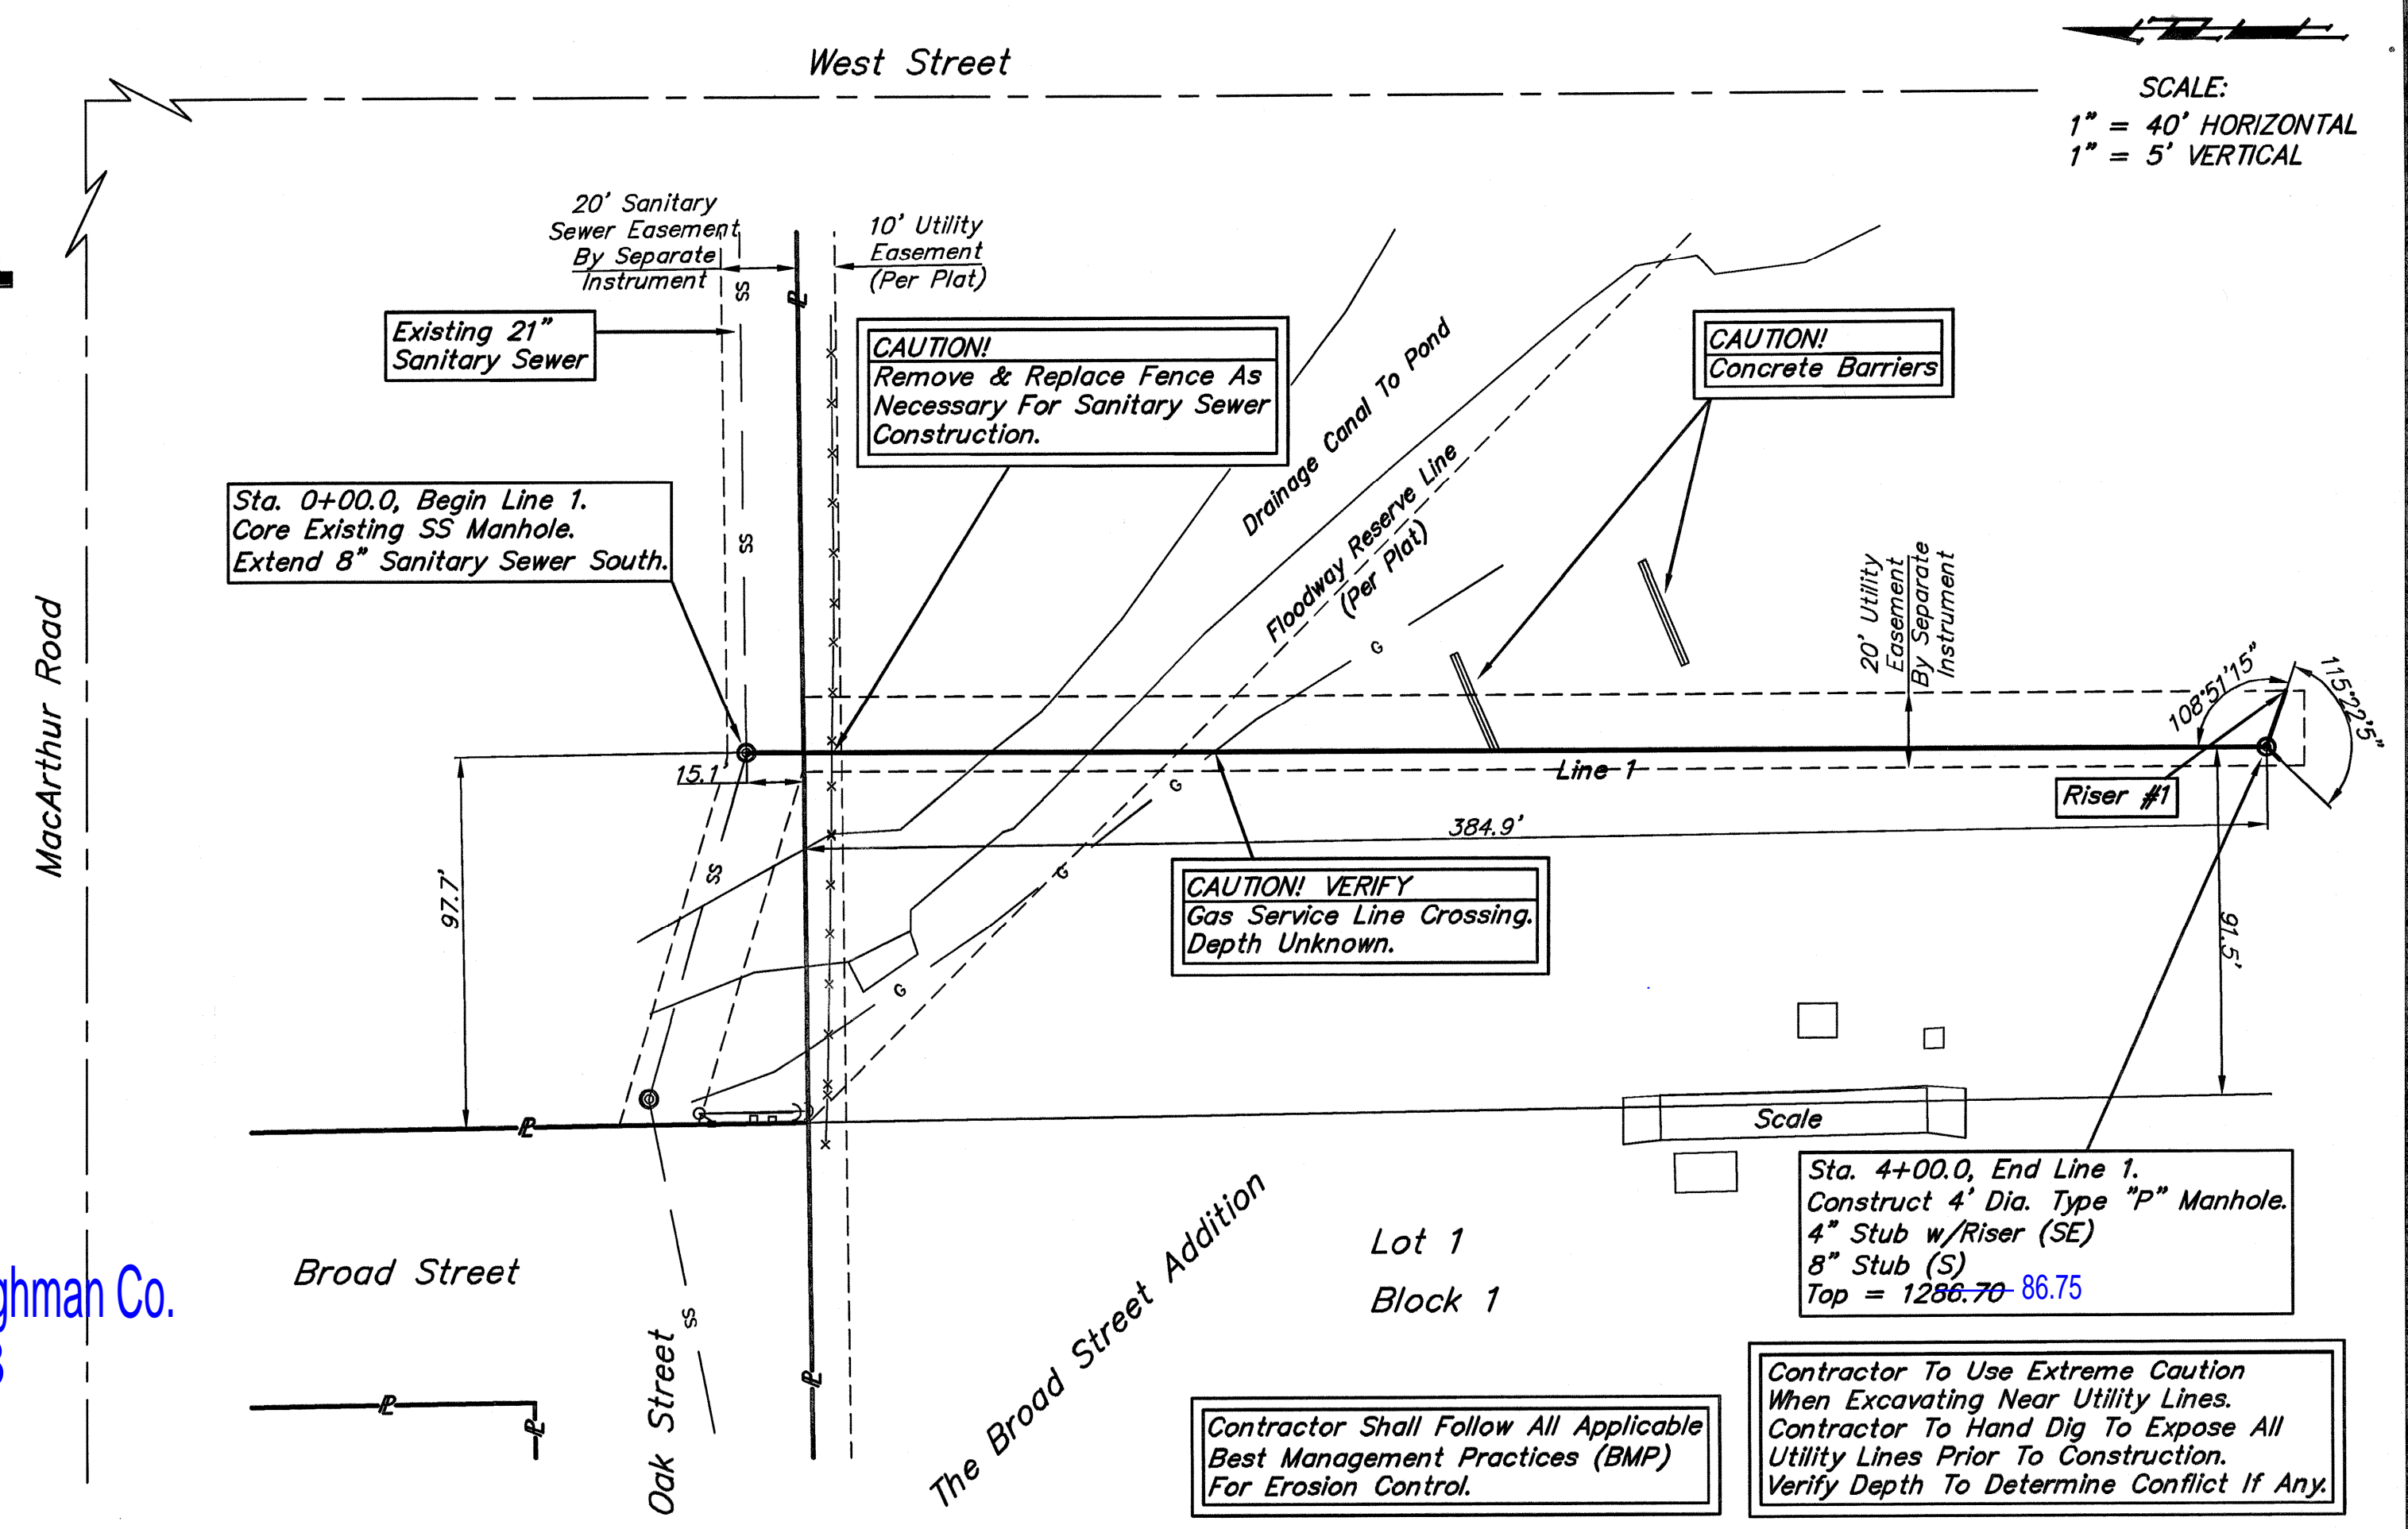 West Street
SCALE:
1" = 40' HORIZONTAL
1" = 5' VERTICAL
20' Sanitary
Sewer Easement
By Separate
Instrument
10' Utility
Easement
(Per Plat)
SS
PL
Existing 21"
Sanitary Sewer
CAUTION!
Remove & Replace Fence As
Necessary For Sanitary Sewer
Construction.
CAUTION!
Concrete Barriers
Drainage Canal To Pond
Floodway Reserve Line
(Per Plat)
Sta. 0+00.0, Begin Line 1.
Core Existing SS Manhole.
Extend 8" Sanitary Sewer South.
SS
G
20' Utility
Easement
By Separate
Instrument
MacArthur Road
108°51'15"
115°22'5"
15.1'
Line 1
G
Riser #1
384.9'
97.7'
SS
G
CAUTION! VERIFY
Gas Service Line Crossing.
Depth Unknown.
91.5'
G
PL
Scale
Sta. 4+00.0, End Line 1.
Construct 4' Dia. Type "P" Manhole.
4" Stub w/Riser (SE)
8" Stub (S)
Top = 1286.70 86.75
Broad Street
Lot 1
Block 1
ghman Co.
SS
Oak Street
The Broad Street Addition
PL
PL
PL
Contractor Shall Follow All Applicable
Best Management Practices (BMP)
For Erosion Control.
Contractor To Use Extreme Caution
When Excavating Near Utility Lines.
Contractor To Hand Dig To Expose All
Utility Lines Prior To Construction.
Verify Depth To Determine Conflict If Any.